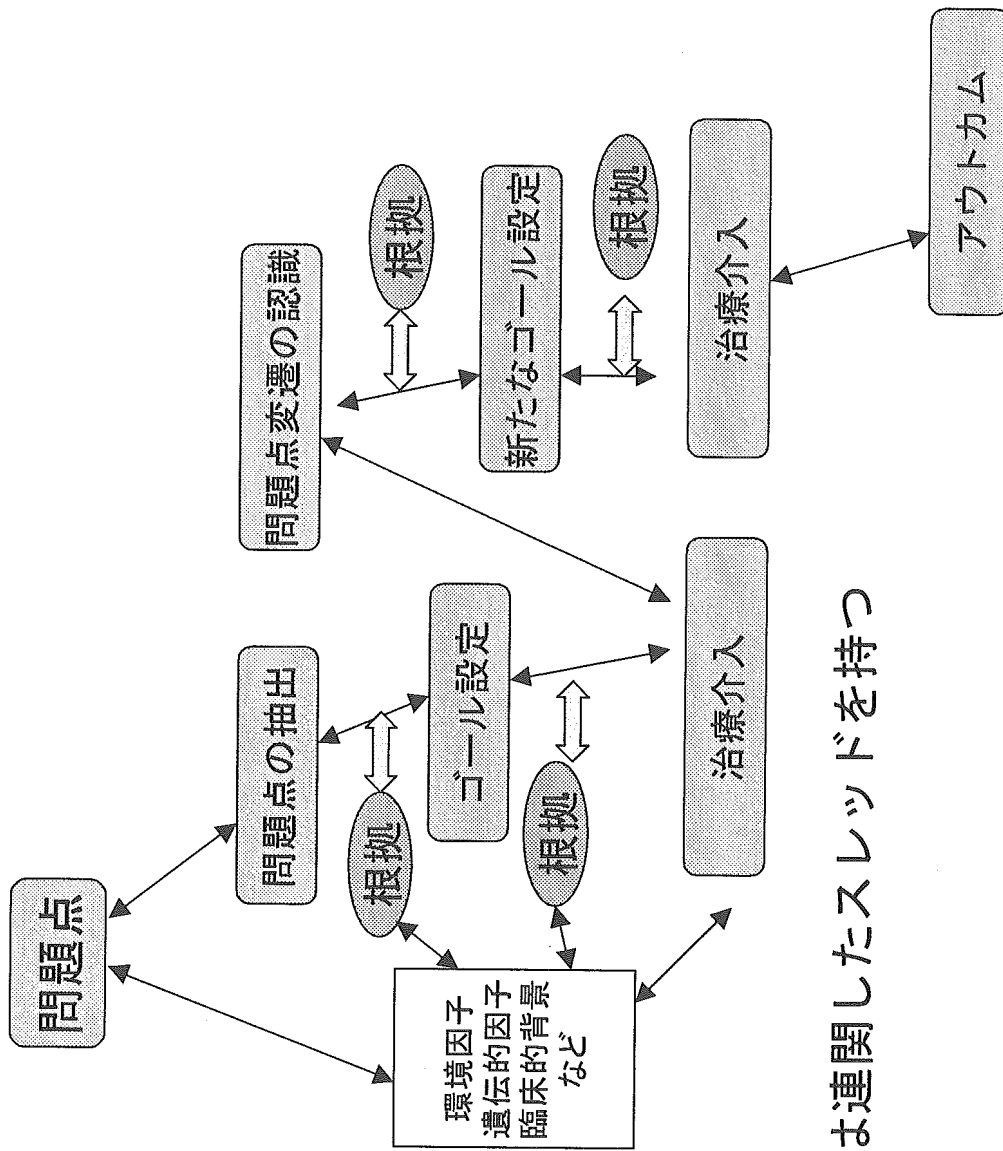 問題点
問題点の抽出
問題点変遷の認識
根拠
根拠
ゴール設定
新たなゴール設定
環境因子
遺伝的因子
臨床的背景
など
根拠
根拠
治療介入
治療介入
アウトカム
連関したスレッドを持つ